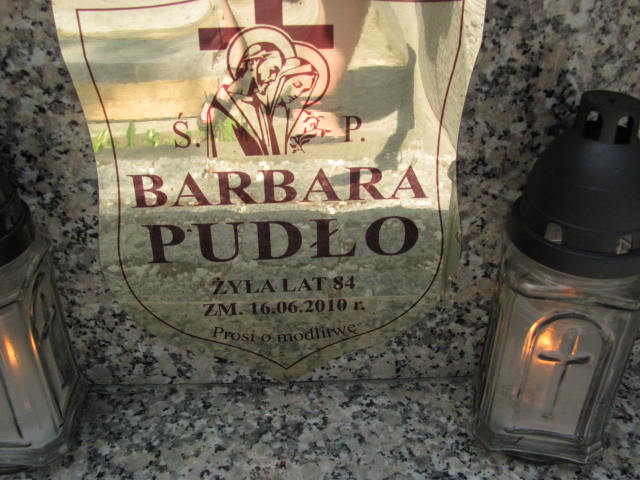 Ś. P.
BARBARA
PUDŁO
ŻYŁA LAT 84
ZM. 16.06.2010 r.
Prosi o modlitwę